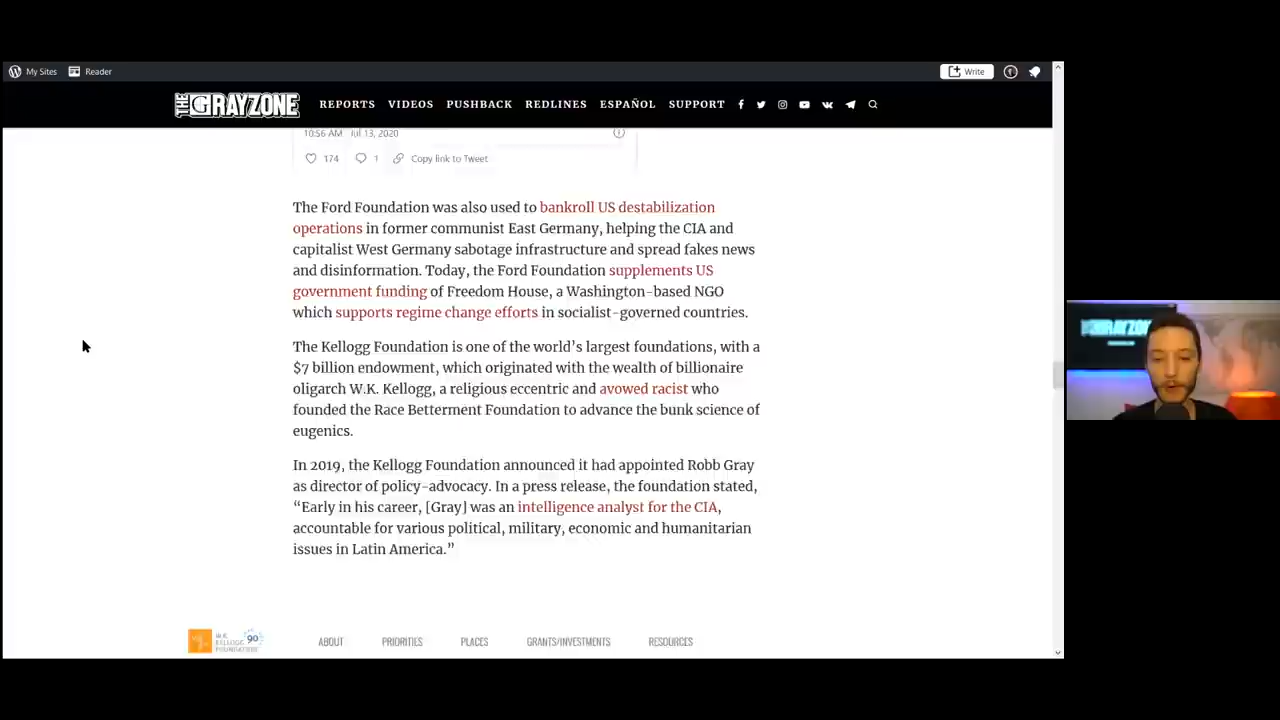 My Sites Reader Write
THE GRAYZONE REPORTS VIDEOS PUSHBACK REDLINES ESPAÑOL SUPPORT
10:56 AM Jul 13, 2020
174 1 Copy link to Tweet
The Ford Foundation was also used to bankroll US destabilization
operations in former communist East Germany, helping the CIA and
capitalist West Germany sabotage infrastructure and spread fakes news
and disinformation. Today, the Ford Foundation supplements US
government funding of Freedom House, a Washington-based NGO
which supports regime change efforts in socialist-governed countries.
The Kellogg Foundation is one of the world’s largest foundations, with a
$7 billion endowment, which originated with the wealth of billionaire
oligarch W.K. Kellogg, a religious eccentric and avowed racist who
founded the Race Betterment Foundation to advance the bunk science of
eugenics.
In 2019, the Kellogg Foundation announced it had appointed Robb Gray
as director of policy-advocacy. In a press release, the foundation stated,
“Early in his career, [Gray] was an intelligence analyst for the CIA,
accountable for various political, military, economic and humanitarian
issues in Latin America.”
W.K.
KELLOGG 90 ABOUT PRIORITIES PLACES GRANTS/INVESTMENTS RESOURCES
FOUNDATION